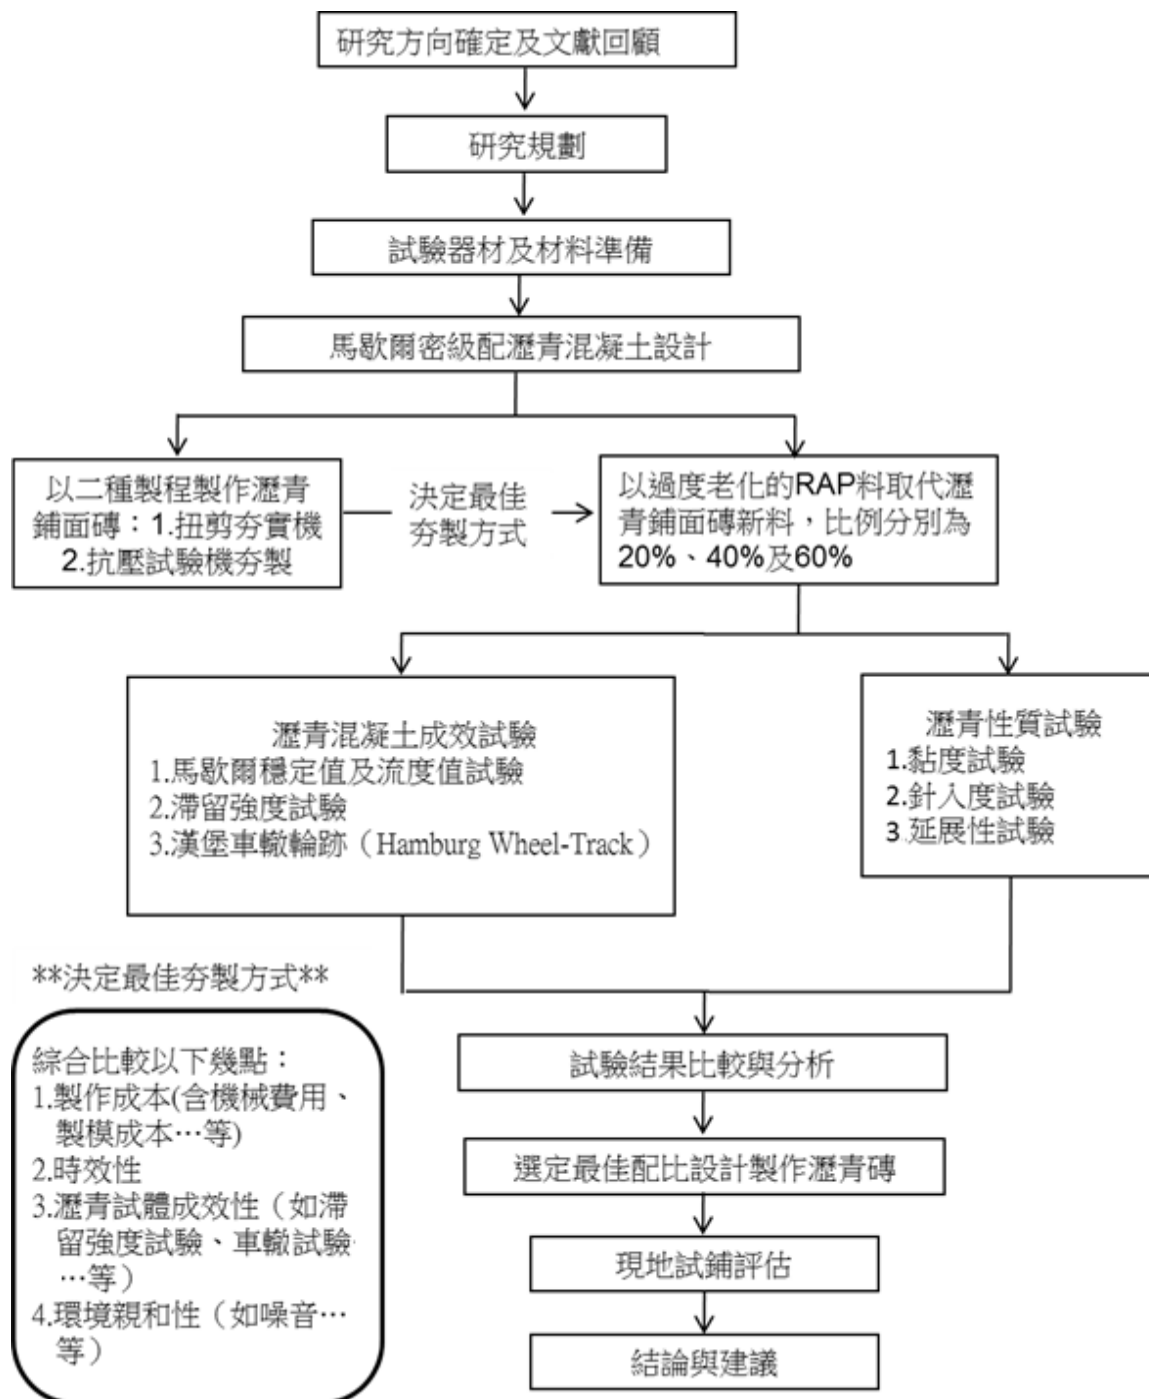 研究方向確定及文獻回顧
研究規劃
試驗器材及材料準備
馬歇爾密級配瀝青混凝土設計
以二種製程製作瀝青
鋪面磚：1.扭剪夯實機
2.抗壓試驗機夯製
決定最佳
夯製方式
以過度老化的RAP料取代瀝
青鋪面磚新料，比例分別為
20%、40%及60%
瀝青混凝土成效試驗
1.馬歇爾穩定值及流度值試驗
2.滯留強度試驗
3.漢堡車轍輪跡（Hamburg Wheel-Track）
瀝青性質試驗
1.黏度試驗
2.針入度試驗
3.延展性試驗
**決定最佳夯製方式**
綜合比較以下幾點：
1.製作成本(含機械費用、
製模成本…等)
2.時效性
3.瀝青試體成效性（如滯
留強度試驗、車轍試驗
…等）
4.環境親和性（如噪音…
等）
試驗結果比較與分析
選定最佳配比設計製作瀝青磚
現地試鋪評估
結論與建議